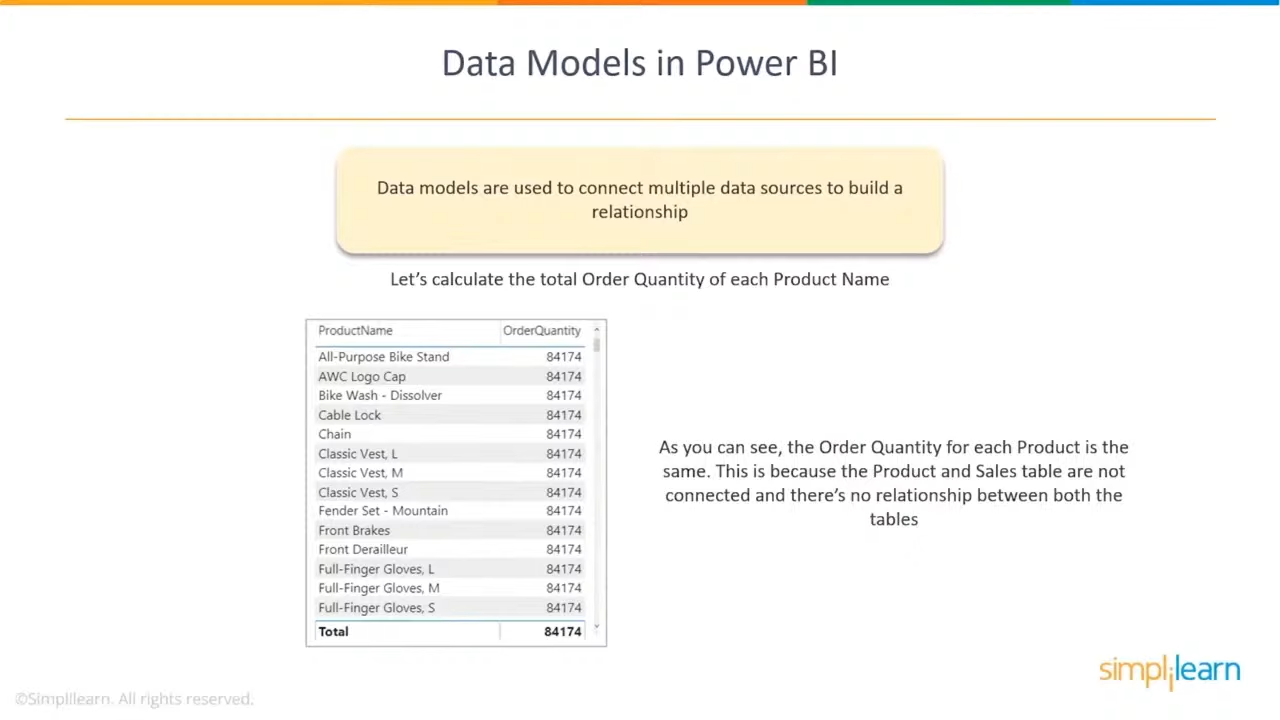 Data Models in Power BI
Data models are used to connect multiple data sources to build a
relationship
Let's calculate the total Order Quantity of each Product Name
ProductName OrderQuantity
All-Purpose Bike Stand 84174
AWC Logo Cap 84174
Bike Wash - Dissolver 84174
Cable Lock 84174
Chain 84174
Classic Vest, L 84174
Classic Vest, M 84174
Classic Vest, S 84174
Fender Set - Mountain 84174
Front Brakes 84174
Front Derailleur 84174
Full-Finger Gloves, L 84174
Full-Finger Gloves, M 84174
Full-Finger Gloves, S 84174
Total 84174
As you can see, the Order Quantity for each Product is the
same. This is because the Product and Sales table are not
connected and there's no relationship between both the
tables
simplilearn
©Simplilearn. All rights reserved.